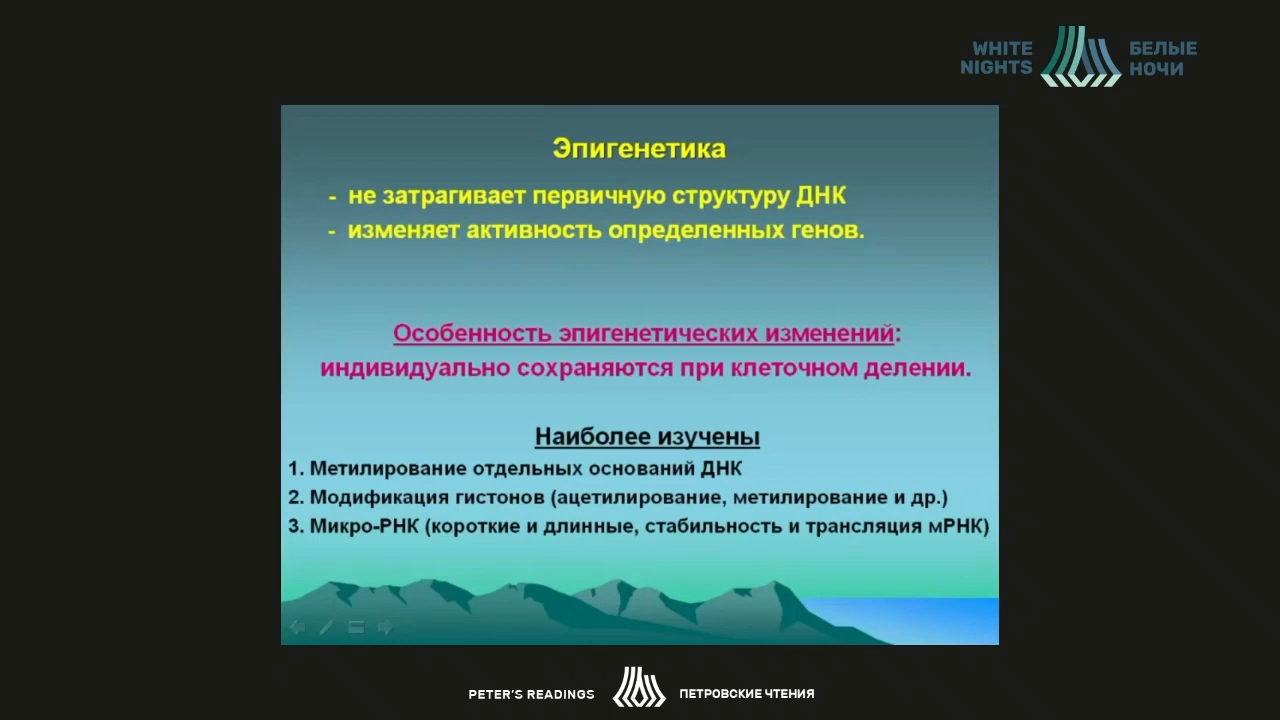 WHITE
NIGHTS
БЕЛЫЕ
НОЧИ
Эпигенетика
- не затрагивает первичную структуру ДНК
- изменяет активность определенных генов.
Особенность эпигенетических изменений:
индивидуально сохраняются при клеточном делении.
Наиболее изучены
1. Метилирование отдельных оснований ДНК
2. Модификация гистонов (ацетилирование, метилирование и др.)
3. Микро-РНК (короткие и длинные, стабильность и трансляция мРНК)
PETER'S READINGS
ПЕТРОВСКИЕ ЧТЕНИЯ